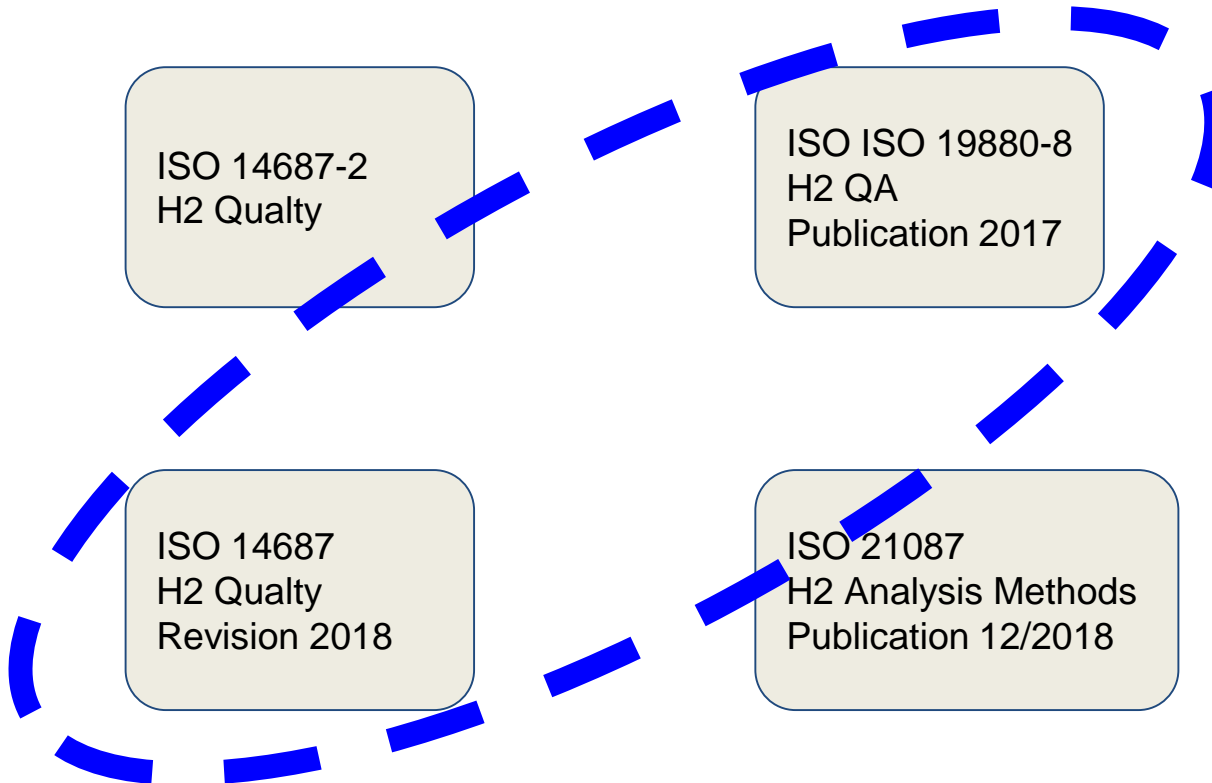 ISO 14687-2
H2 Qualty
ISO ISO 19880-8
H2 QA
Publication 2017
ISO 14687
H2 Qualty
Revision 2018
ISO 21087
H2 Analysis Methods
Publication 12/2018